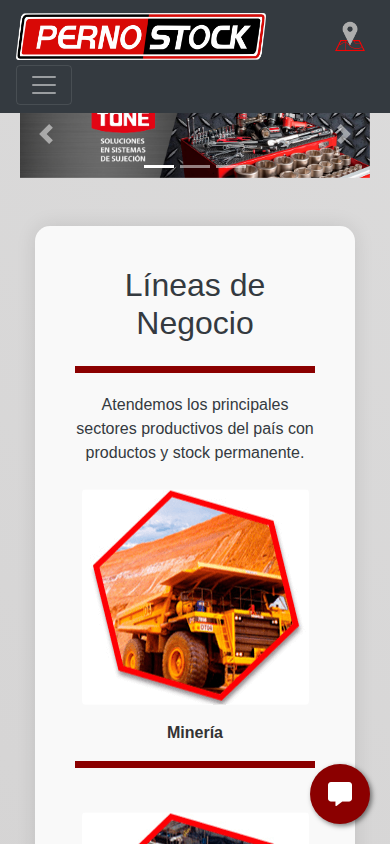 PERNO STOCK
TONE
SOLUCIONES
EN SISTEMAS
DE SUJECIÓN
Líneas de
Negocio
Atendemos los principales
sectores productivos del país con
productos y stock permanente.
Minería